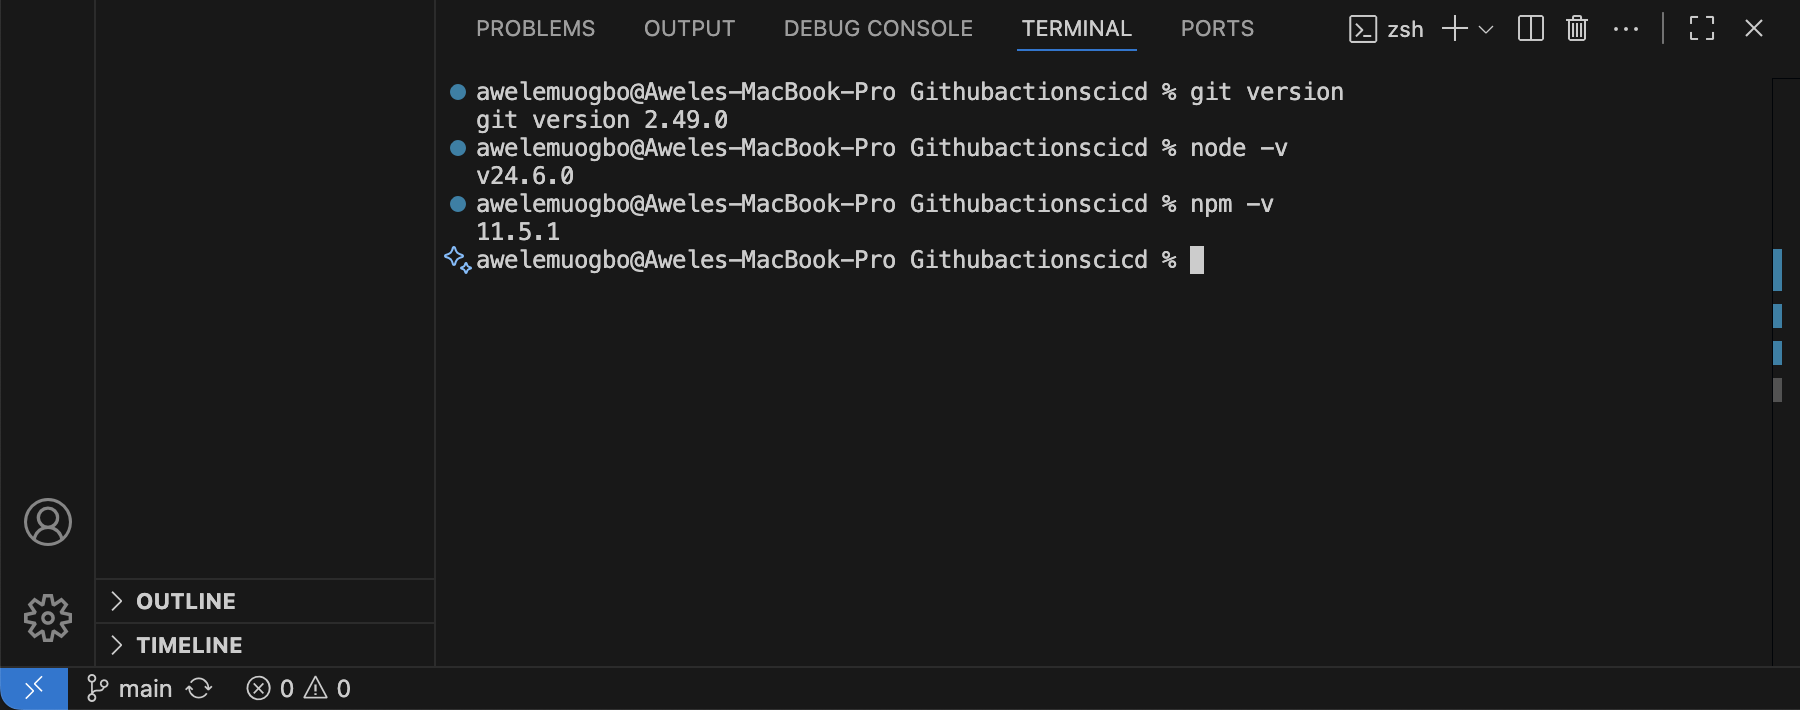 PROBLEMS OUTPUT DEBUG CONSOLE TERMINAL PORTS zsh
awelemuogbo@Aweles-MacBook-Pro Githubactionscicd % git version
git version 2.49.0
awelemuogbo@Aweles-MacBook-Pro Githubactionscicd % node -v
v24.6.0
awelemuogbo@Aweles-MacBook-Pro Githubactionscicd % npm -v
11.5.1
awelemuogbo@Aweles-MacBook-Pro Githubactionscicd %
OUTLINE
TIMELINE
main 0 0